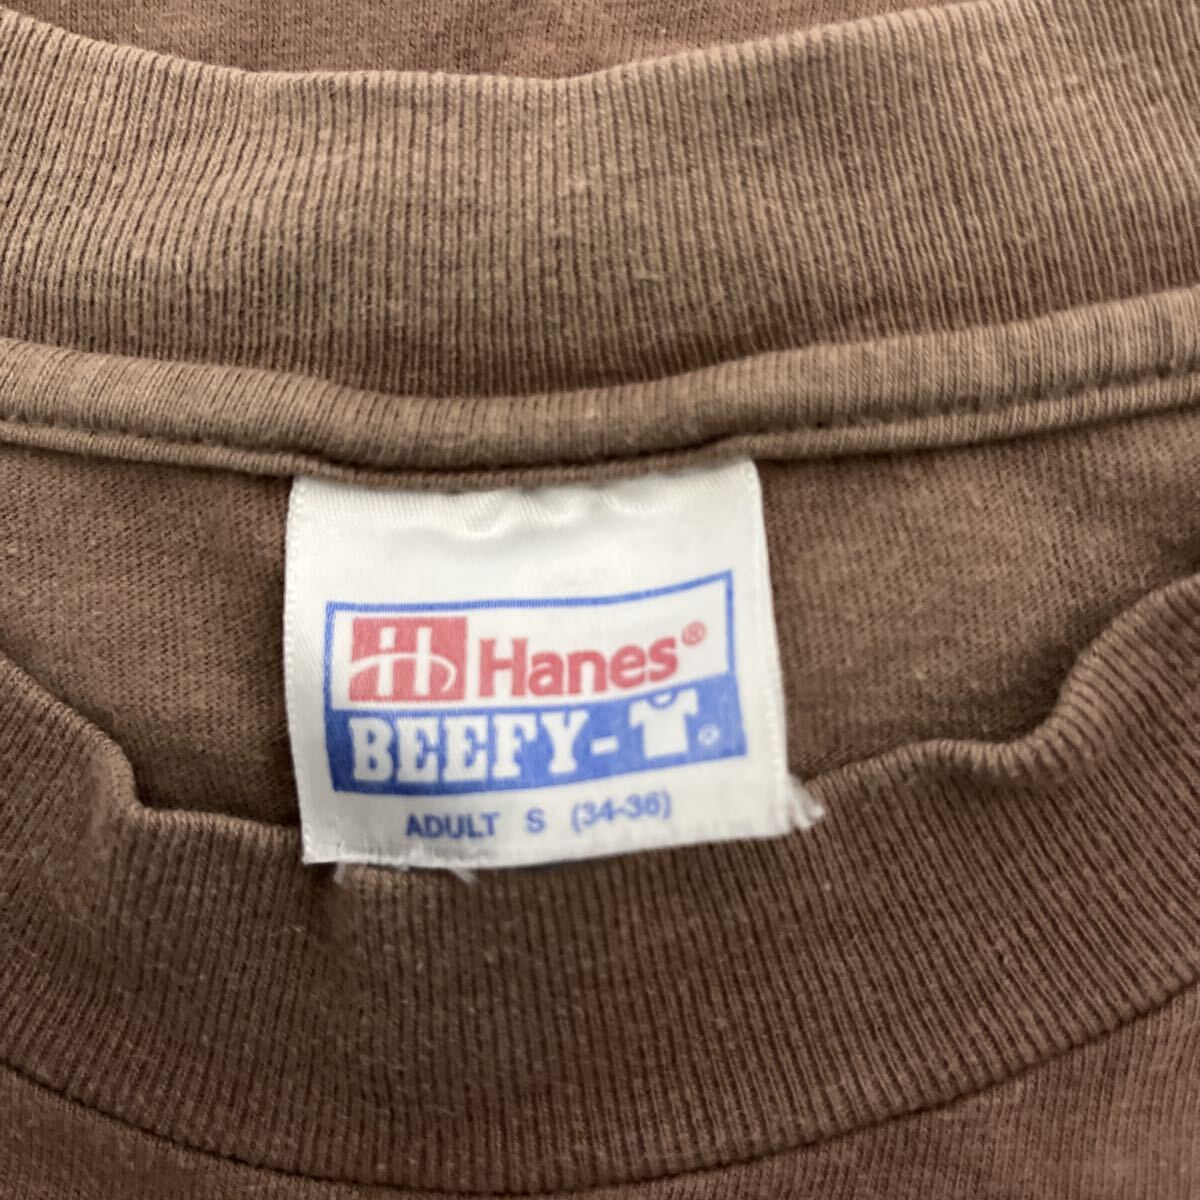 Hanes®
BEEFY-T®
ADULT S (34-36)